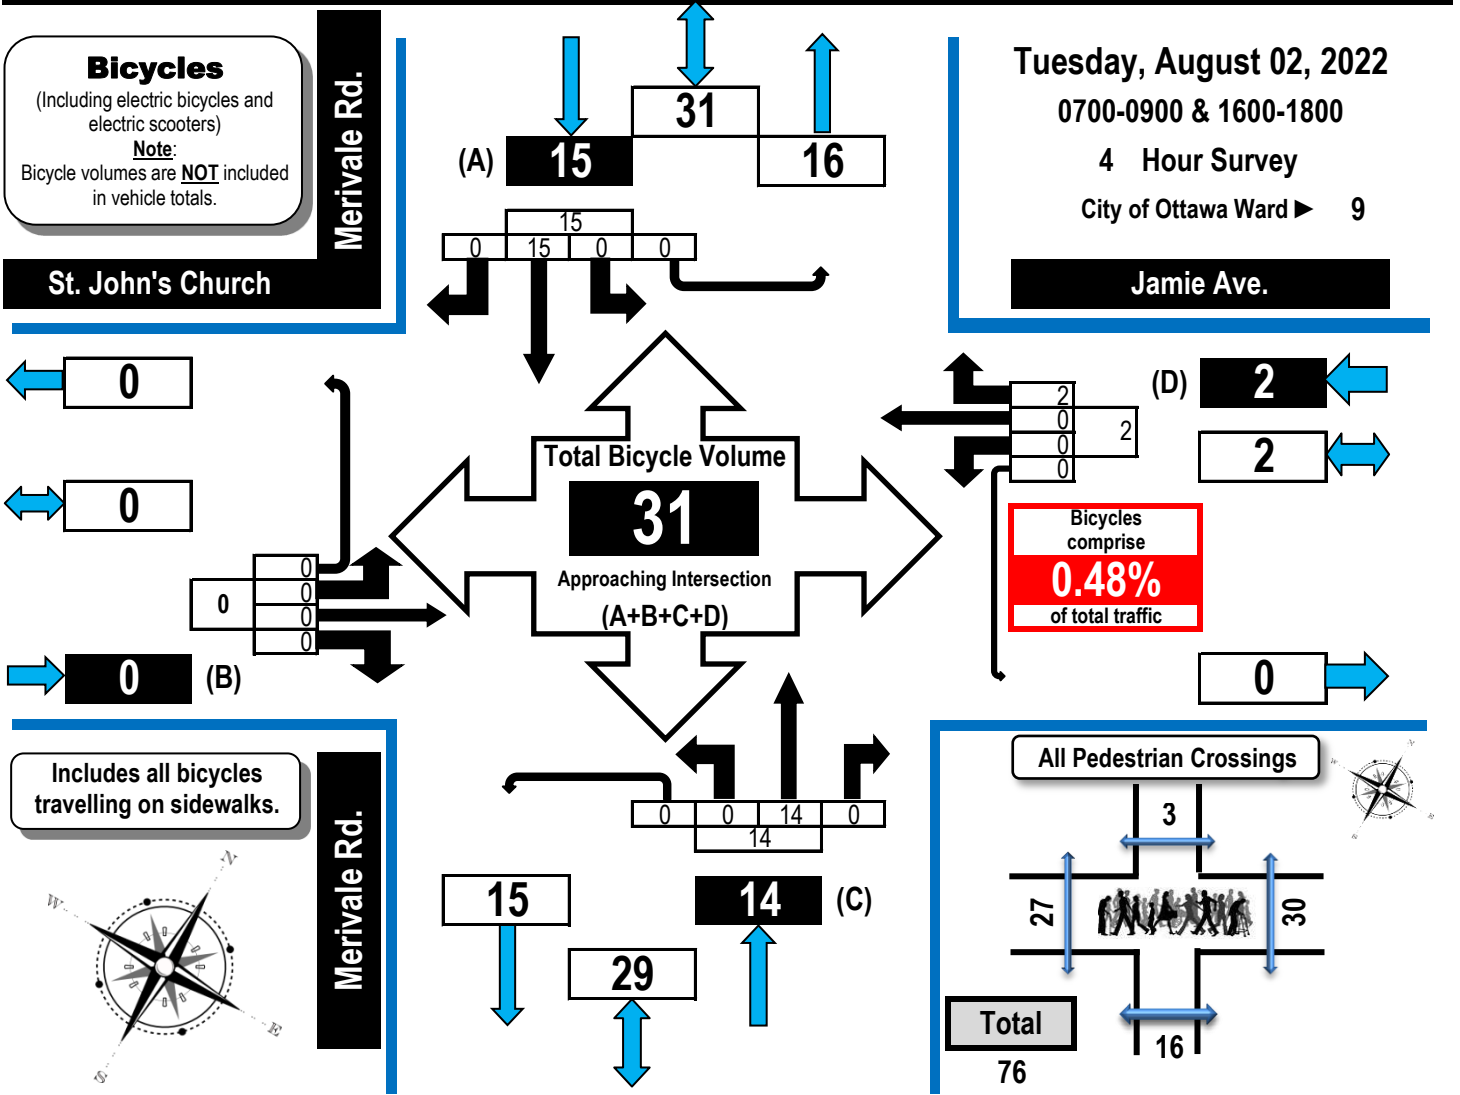 Bicycles
(Including electric bicycles and
electric scooters)
Note:
Bicycle volumes are NOT included
in vehicle totals.
Merivale Rd.
St. John's Church
(A)
15
31
16
15
0 15 0 0
Tuesday, August 02, 2022
0700-0900 & 1600-1800
4 Hour Survey
City of Ottawa Ward ► 9
Jamie Ave.
0
0
0
0
0
0
0
0
(B)
Total Bicycle Volume
31
Approaching Intersection
(A+B+C+D)
2
0
0
0
2
(D)
2
2
Bicycles
comprise
0.48%
of total traffic
0
Includes all bicycles
travelling on sidewalks.
Merivale Rd.
N
W
E
S
0 0 14 0
14
15
14
(C)
29
All Pedestrian Crossings
N
W
E
S
3
27
30
16
Total
76